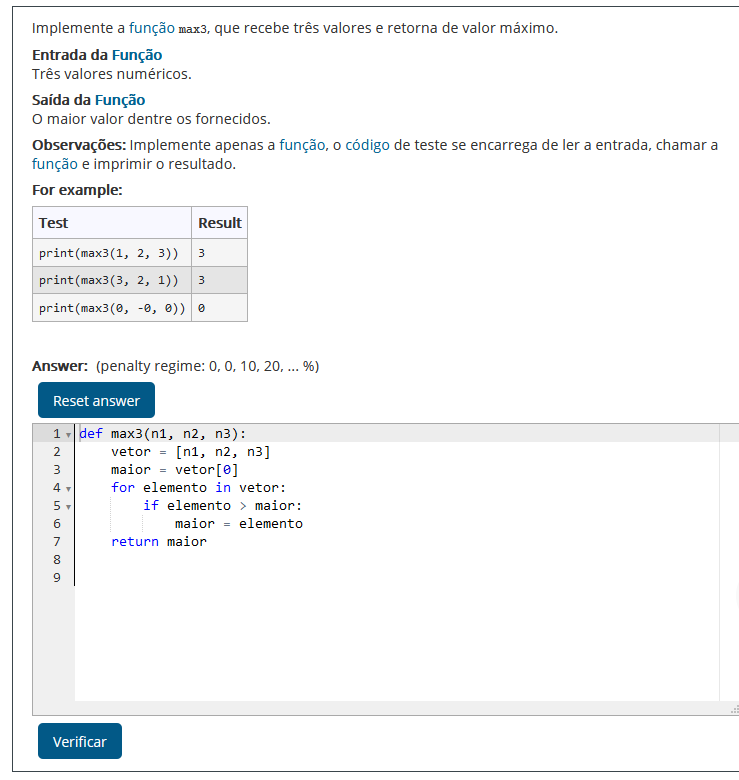 Implemente a função max3, que recebe três valores e retorna de valor máximo.
Entrada da Função
Três valores numéricos.
Saída da Função
O maior valor dentre os fornecidos.
Observações: Implemente apenas a função, o código de teste se encarrega de ler a entrada, chamar a
função e imprimir o resultado.
For example:
Test Result
print(max3(1, 2, 3)) 3
print(max3(3, 2, 1)) 3
print(max3(0, -0, 0)) 0
Answer: (penalty regime: 0, 0, 10, 20, ... %)
Reset answer
1 def max3(n1, n2, n3):
2     vetor = [n1, n2, n3]
3     maior = vetor[0]
4     for elemento in vetor:
5         if elemento > maior:
6             maior = elemento
7     return maior
8
9
Verificar